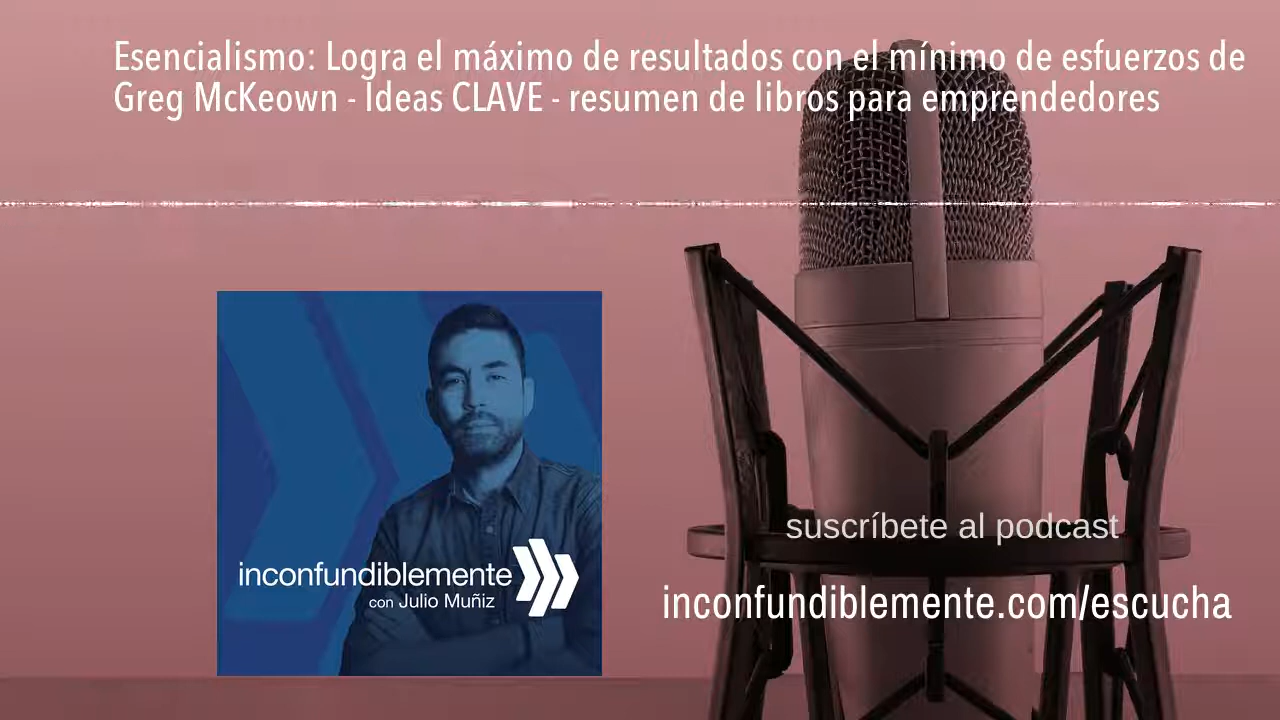 Esencialismo: Logra el máximo de resultados con el mínimo de esfuerzos de
Greg McKeown - Ideas CLAVE - resumen de libros para emprendedores
inconfundiblemente
con Julio Muñiz
suscríbete al podcast
inconfundiblemente.com/escucha